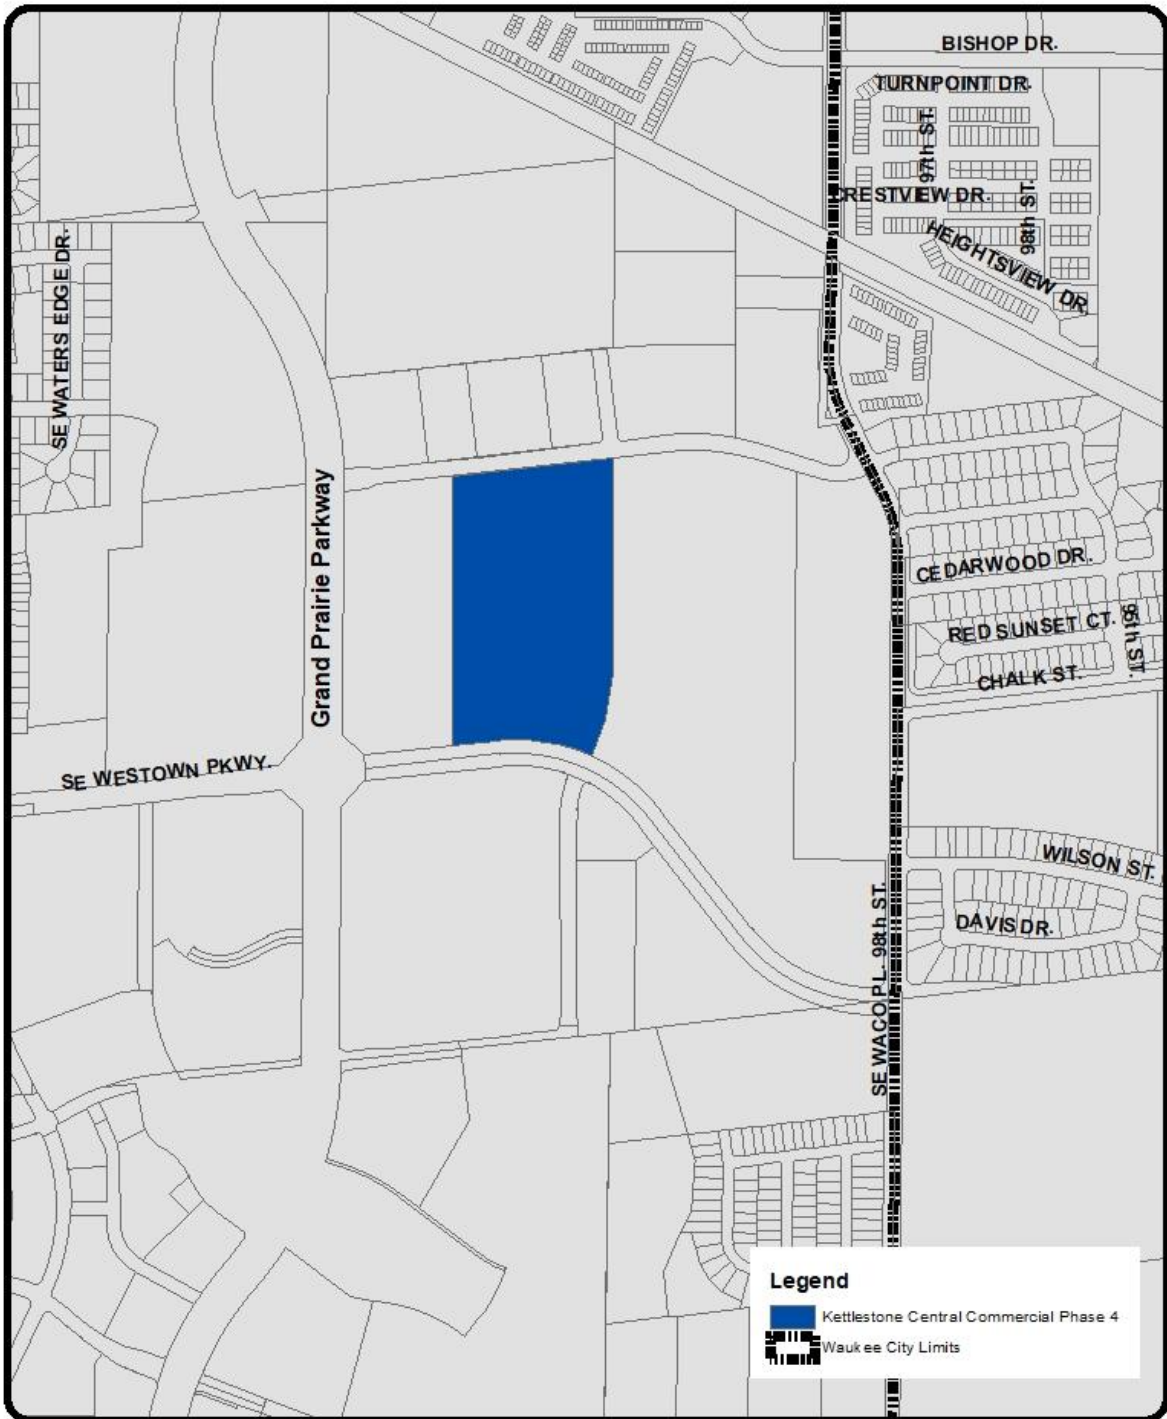 BISHOP DR.
TURNPOINT DR.
97th ST.
CRESTVIEW DR.
98th ST.
HEIGHTSVIEW DR.
SE WATERS EDGE DR.
Grand Prairie Parkway
CEDARWOOD DR.
RED SUNSET CT.
95th ST.
CHALK ST.
SE WESTOWN PKWY.
WILSON ST.
DAVIS DR.
SE WACO PL. 98th ST.
Legend
Kettlestone Central Commercial Phase 4
Waukee City Limits